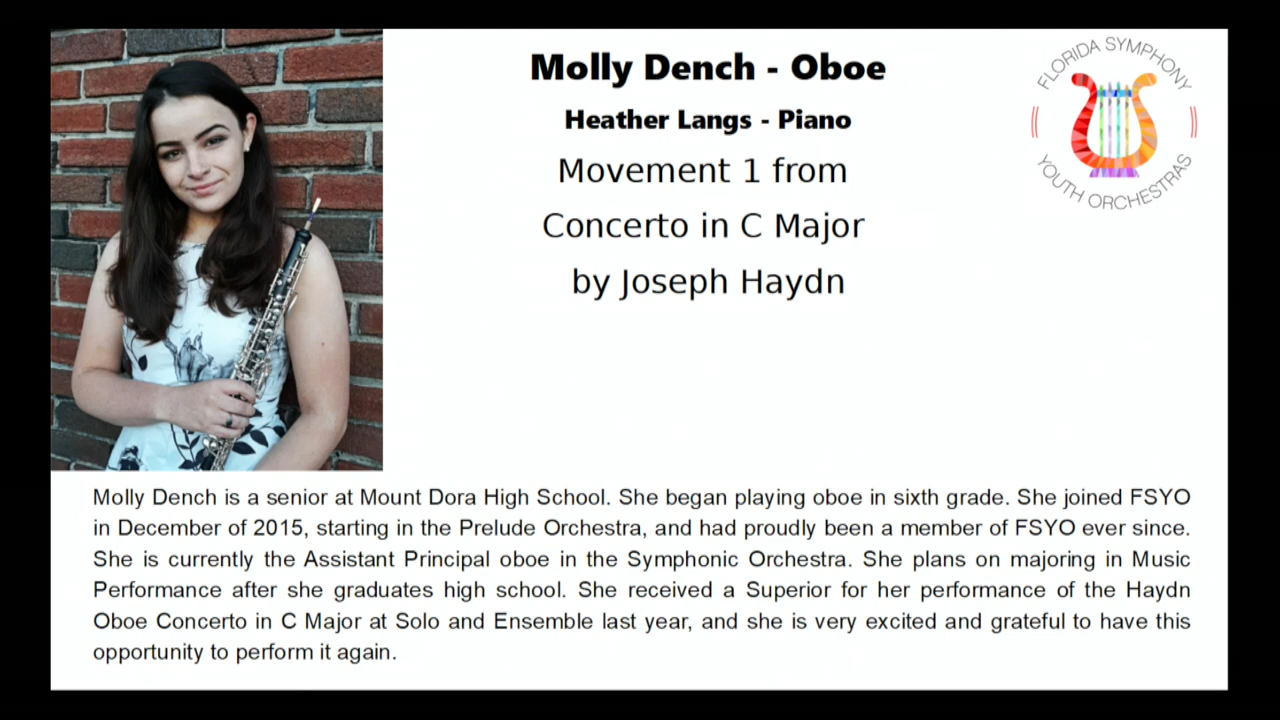 Molly Dench - Oboe
Heather Langs - Piano
Movement 1 from
Concerto in C Major
by Joseph Haydn
FLORIDA SYMPHONY
YOUTH ORCHESTRAS
Molly Dench is a senior at Mount Dora High School. She began playing oboe in sixth grade. She joined FSYO
in December of 2015, starting in the Prelude Orchestra, and had proudly been a member of FSYO ever since.
She is currently the Assistant Principal oboe in the Symphonic Orchestra. She plans on majoring in Music
Performance after she graduates high school. She received a Superior for her performance of the Haydn
Oboe Concerto in C Major at Solo and Ensemble last year, and she is very excited and grateful to have this
opportunity to perform it again.